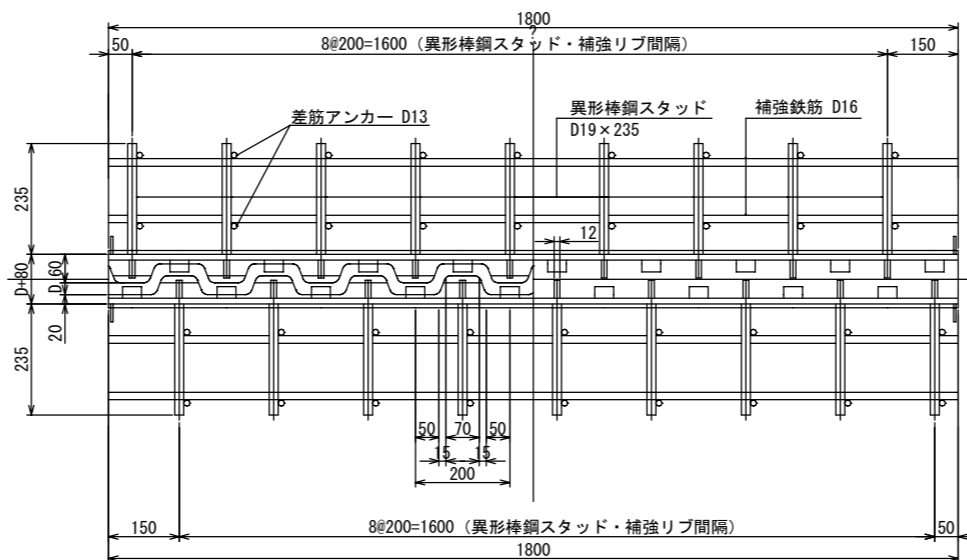 1800
?
50
8@200=1600（異形棒鋼スタッド・補強リブ間隔）
150
差筋アンカー D13
異形棒鋼スタッド
D19×235
補強鉄筋 D16
235
12
D+80
D
60
20
235
50
70
50
15
15
200
150
8@200=1600（異形棒鋼スタッド・補強リブ間隔）
50
1800